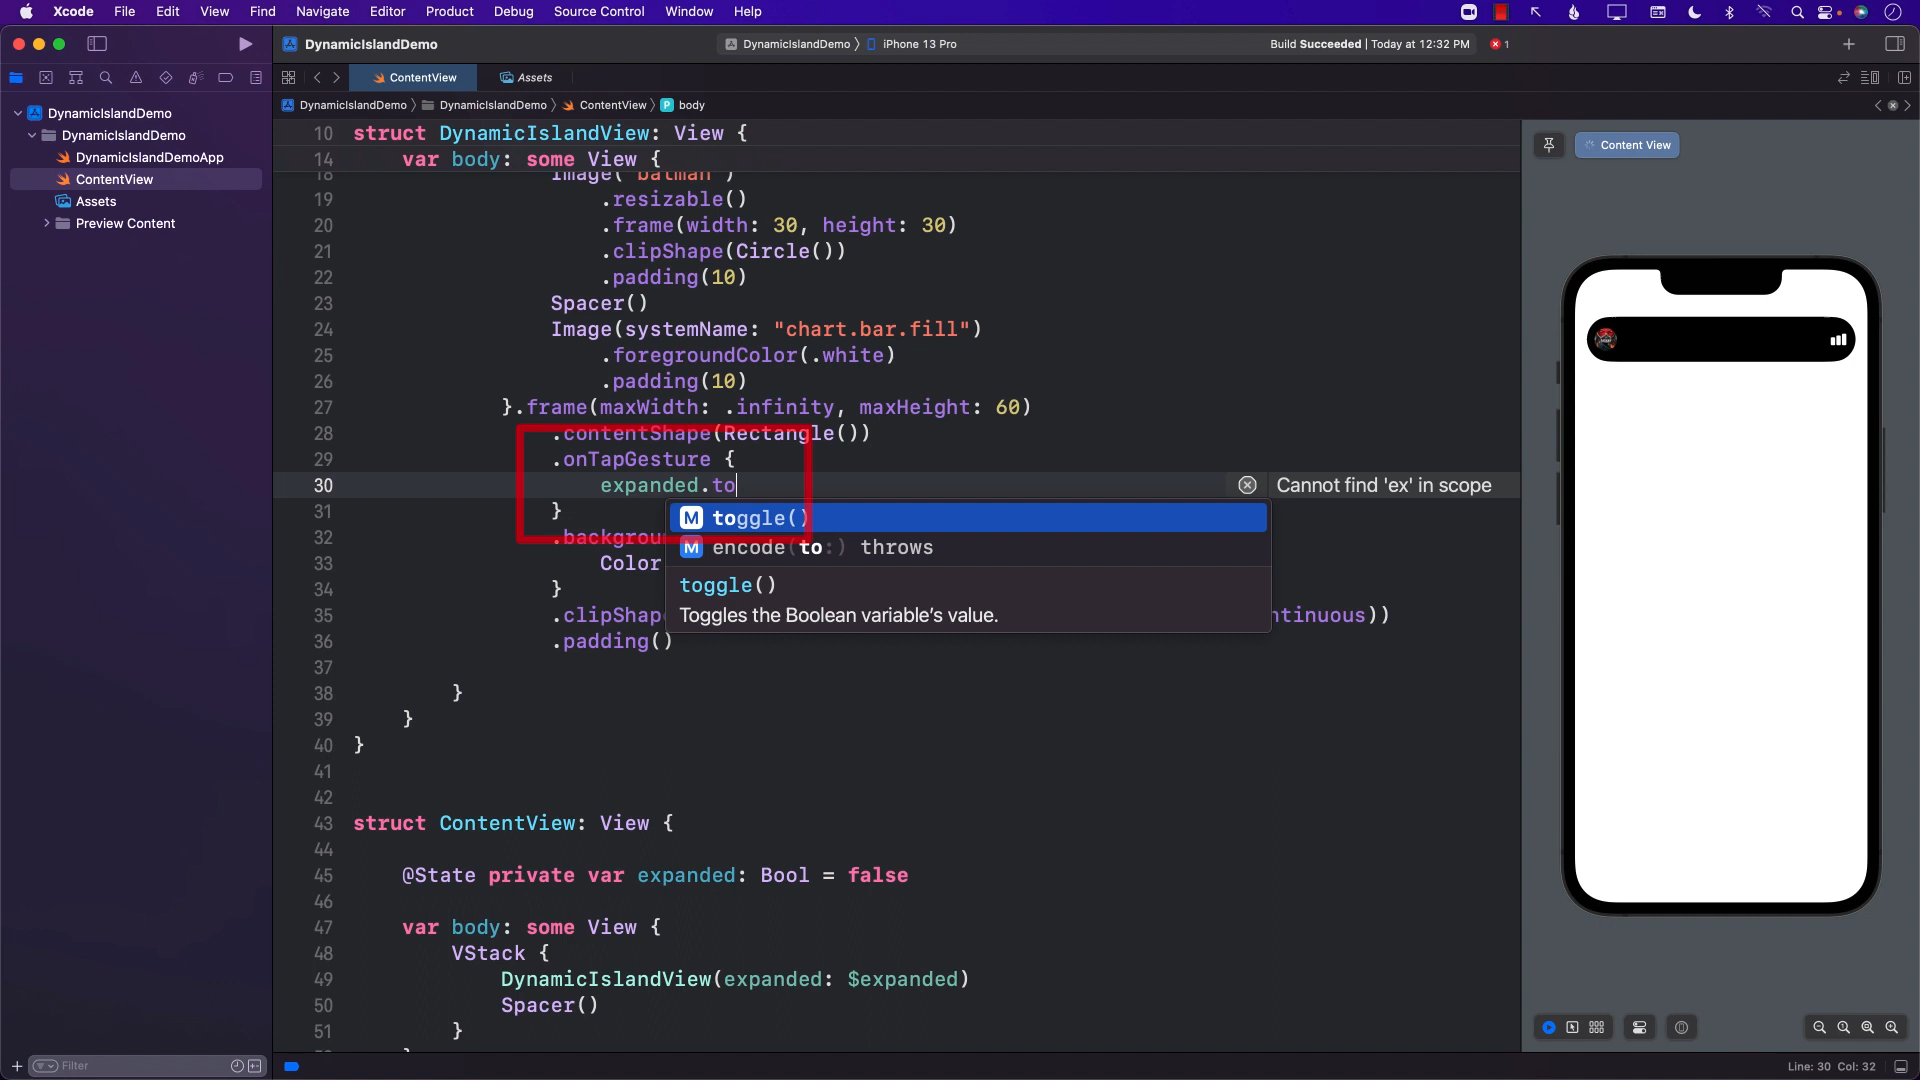 Xcode File Edit View Find Navigate Editor Product Debug Source Control Window Help
DynamicIslandDemo
DynamicIslandDemo 〉 iPhone 13 Pro
Build Succeeded | Today at 12:32 PM
1
ContentView
Assets
DynamicIslandDemo 〉 DynamicIslandDemo 〉 ContentView 〉 P body
DynamicIslandDemo
DynamicIslandDemo
DynamicIslandDemoApp
ContentView
Assets
Preview Content
10 struct DynamicIslandView: View {
14 var body: some View {
18 Image("batman")
19 .resizable()
20 .frame(width: 30, height: 30)
21 .clipShape(Circle())
22 .padding(10)
23 Spacer()
24 Image(systemName: "chart.bar.fill")
25 .foregroundColor(.white)
26 .padding(10)
27 }.frame(maxWidth: .infinity, maxHeight: 60)
28 .contentShape(Rectangle())
29 .onTapGesture {
30 expanded.to
Cannot find 'ex' in scope
31 }
M toggle()
32 .backgrou
M encode(to:) throws
33 Color
34 }
toggle()
35 .clipShap
Toggles the Boolean variable's value.
ntinuous))
36 .padding()
37
38 }
39 }
40 }
41
42
43 struct ContentView: View {
44
45 @State private var expanded: Bool = false
46
47 var body: some View {
48 VStack {
49 DynamicIslandView(expanded: $expanded)
50 Spacer()
51 }
Content View
Filter
Line: 30 Col: 32